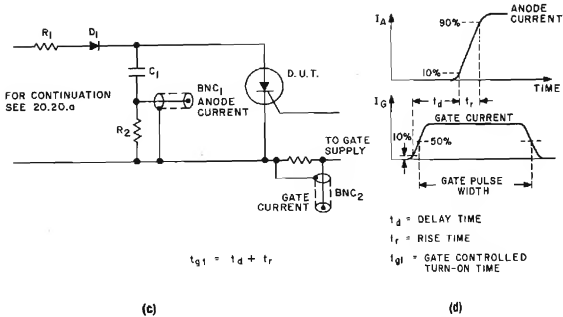 R1
D1
C1
BNC1
ANODE
CURRENT
D.U.T.
FOR CONTINUATION
SEE 20.20.a
R2
TO GATE
SUPPLY
GATE
CURRENT
BNC2
tg1 = td + tr
(c)
IA
ANODE
CURRENT
90%
10%
TIME
IG
td
tr
GATE CURRENT
10%
50%
GATE PULSE
WIDTH
td = DELAY TIME
tr = RISE TIME
tg1 = GATE CONTROLLED
TURN-ON TIME
(d)